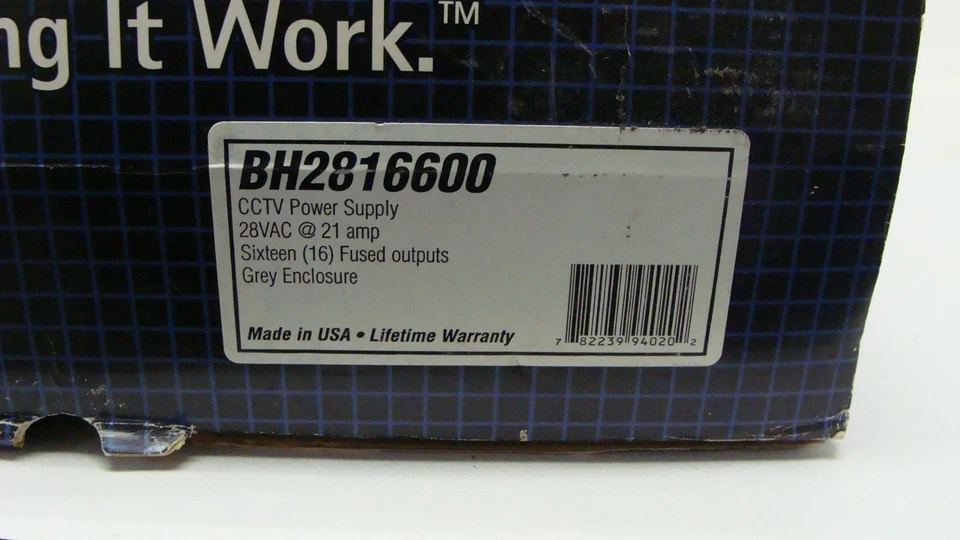 ng It Work.™
BH2816600
CCTV Power Supply
28VAC @ 21 amp
Sixteen (16) Fused outputs
Grey Enclosure
Made in USA • Lifetime Warranty
7 82239 94020 2